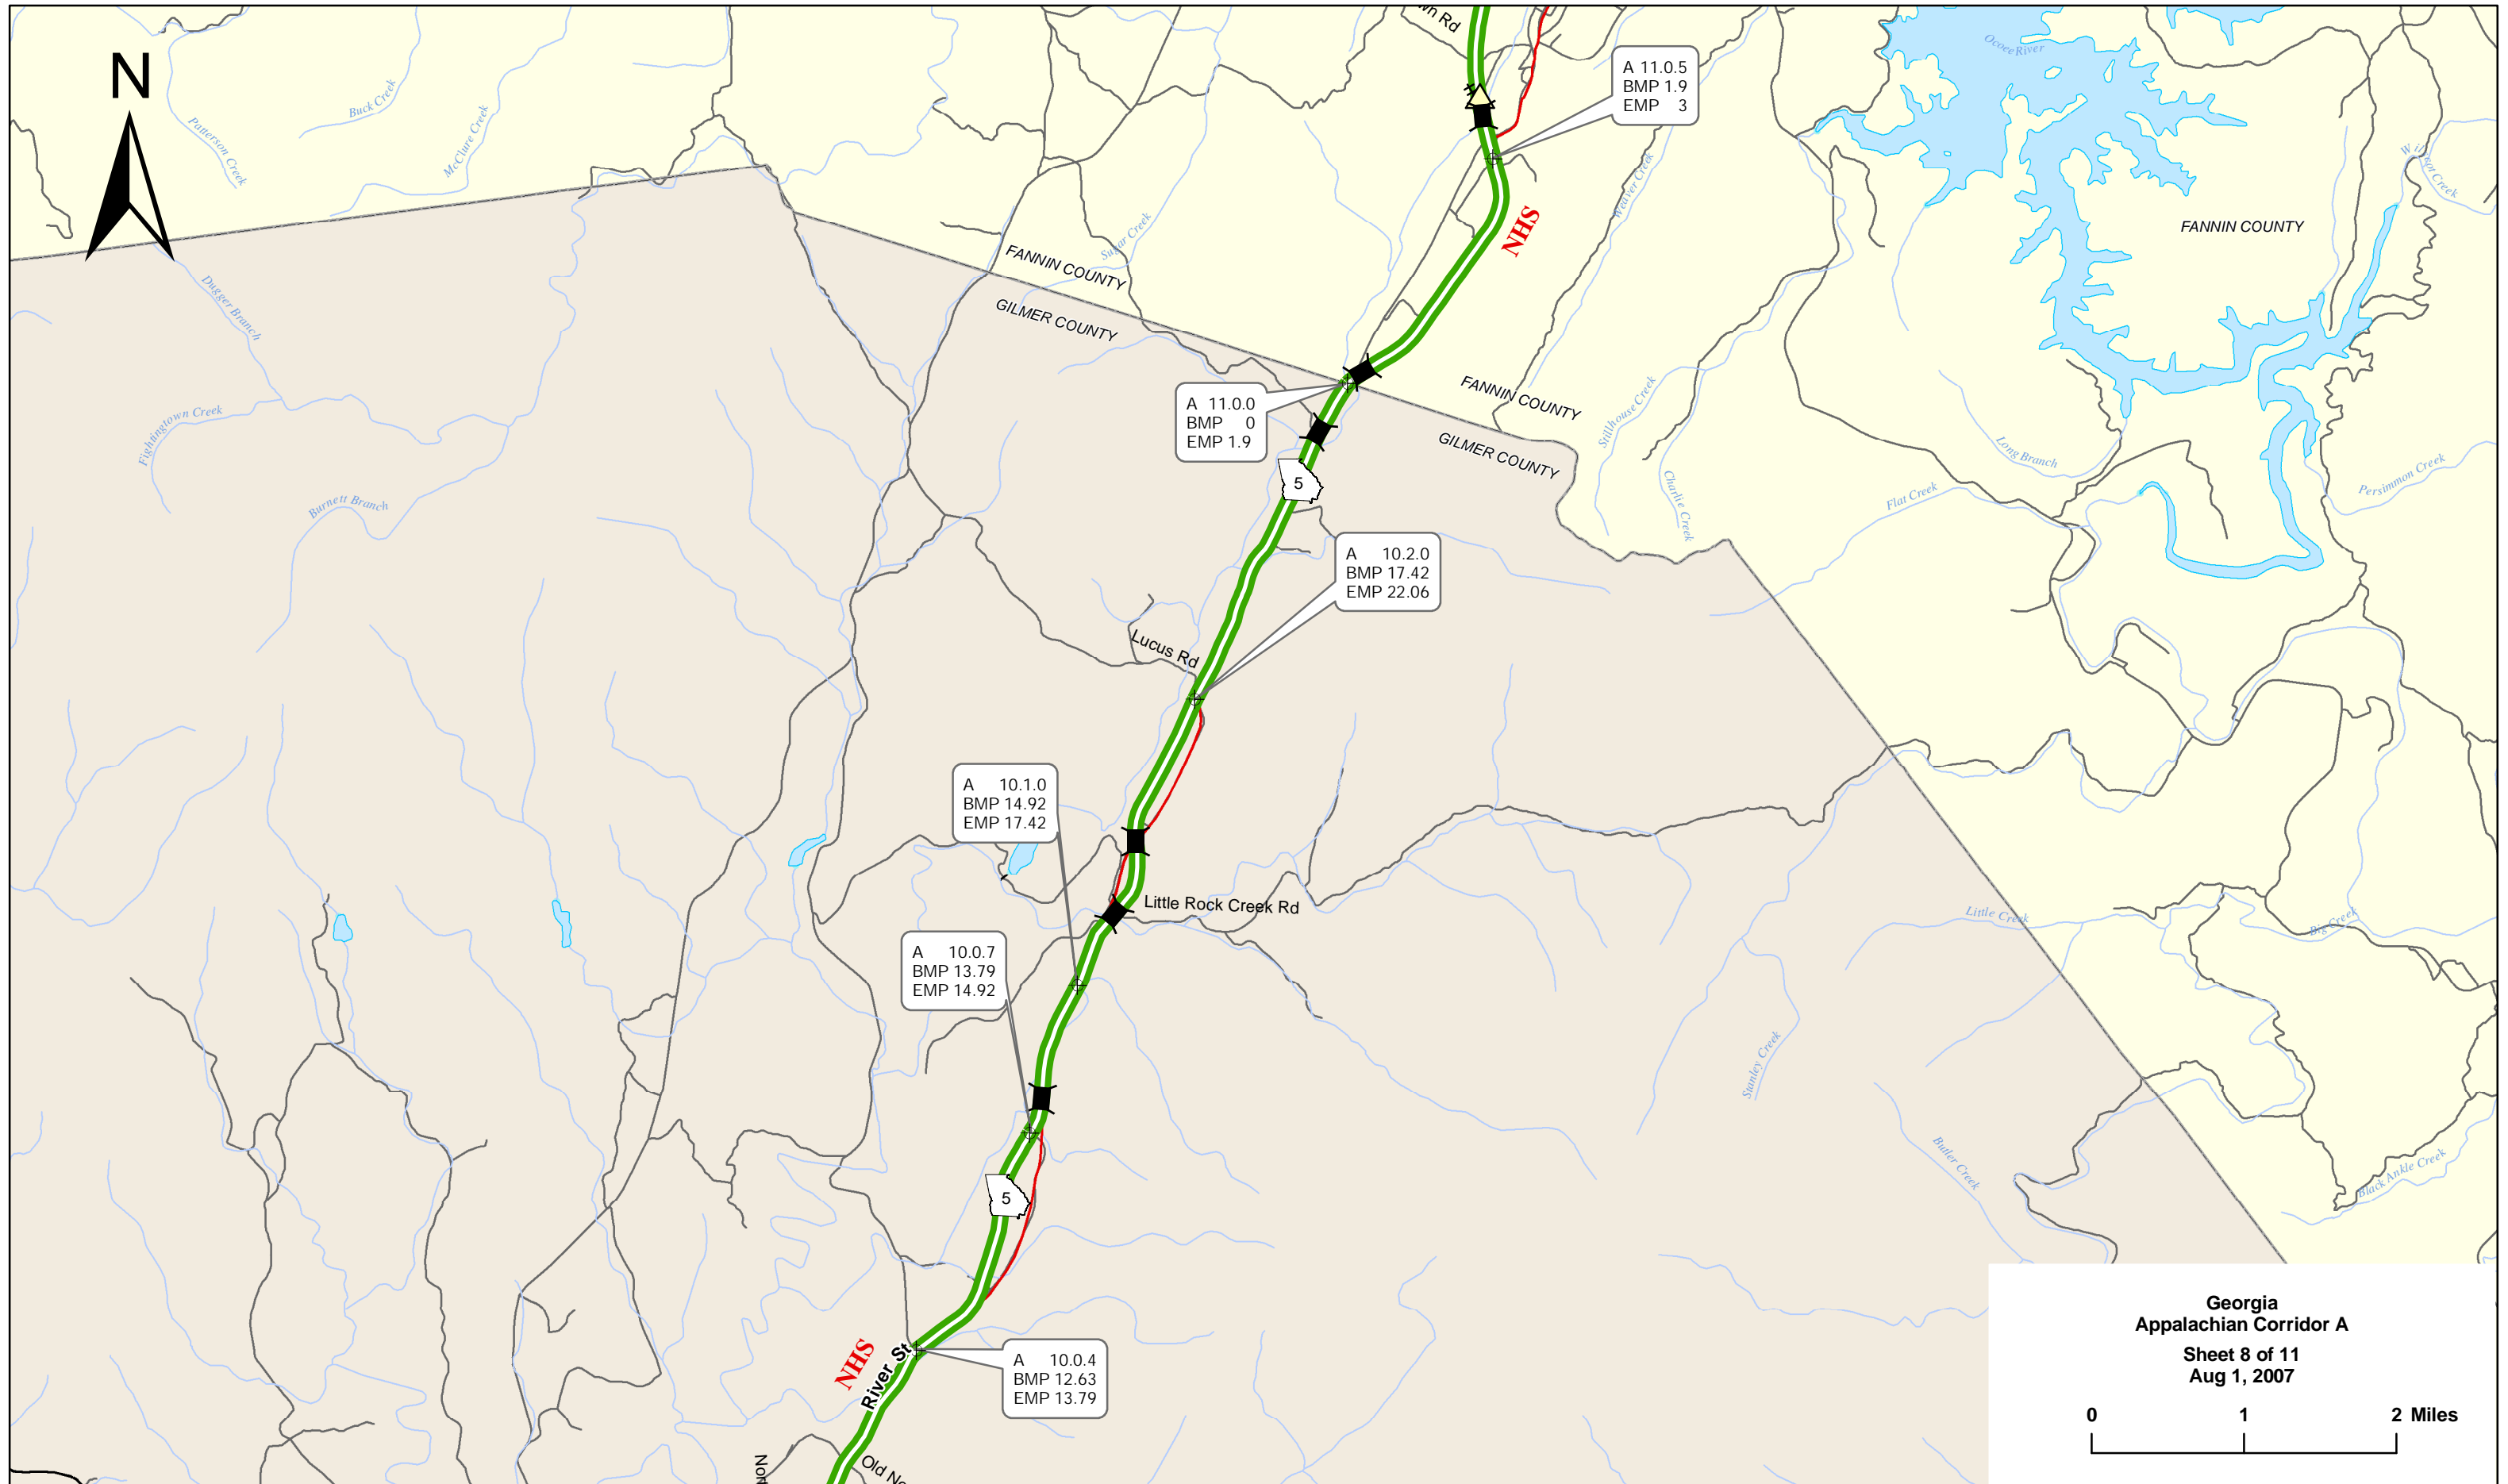 wn Rd
Ocoee River
A 11.0.5
BMP 1.9
EMP 3
N
Buck Creek
Patterson Creek
McClure Creek
Weaver Creek
FANNIN COUNTY
NHS
Sugar Creek
FANNIN COUNTY
GILMER COUNTY
Dugger Branch
A 11.0.0
BMP 0
EMP 1.9
FANNIN COUNTY
GILMER COUNTY
Stillhouse Creek
Charlie Creek
Long Branch
Flat Creek
Persimmon Creek
Fightingtown Creek
Burnett Branch
5
A 10.2.0
BMP 17.42
EMP 22.06
Lucus Rd
A 10.1.0
BMP 14.92
EMP 17.42
Little Rock Creek Rd
Little Creek
Big Creek
A 10.0.7
BMP 13.79
EMP 14.92
Stanley Creek
Butler Creek
Black Ankle Creek
5
NHS
River St
A 10.0.4
BMP 12.63
EMP 13.79
Old No
Georgia
Appalachian Corridor A
Sheet 8 of 11
Aug 1, 2007
0 1 2 Miles